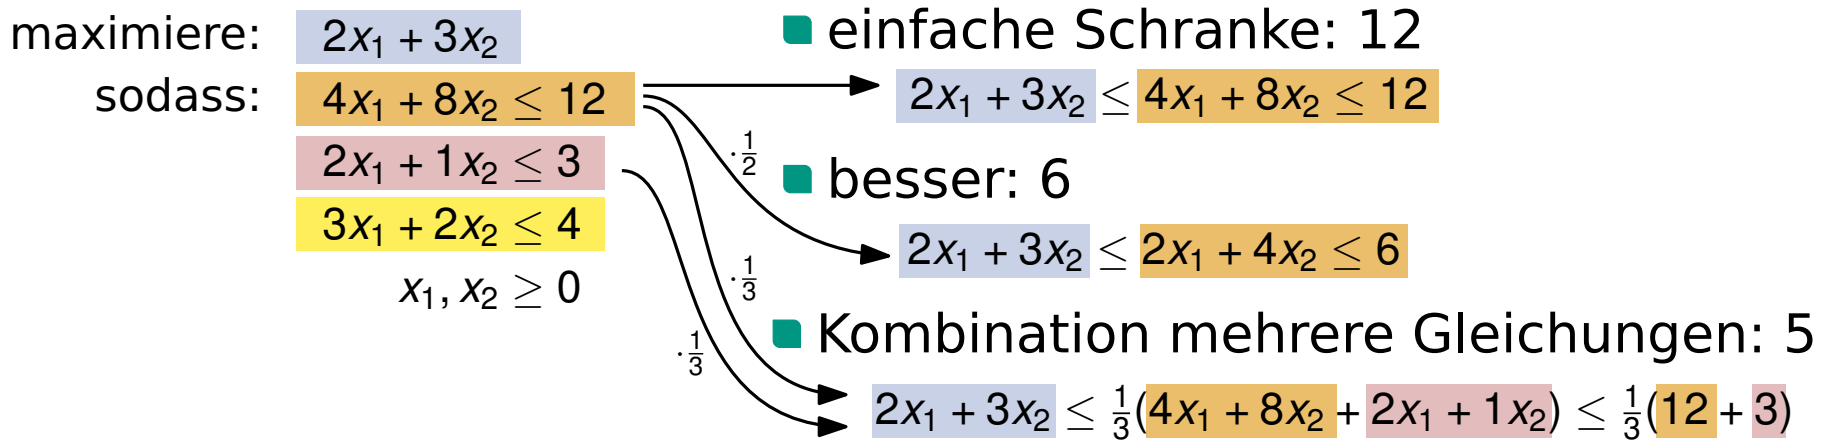 maximiere: 2x₁ + 3x₂
sodass: 4x₁ + 8x₂ ≤ 12
2x₁ + 1x₂ ≤ 3
3x₁ + 2x₂ ≤ 4
x₁, x₂ ≥ 0
einfache Schranke: 12
2x₁ + 3x₂ ≤ 4x₁ + 8x₂ ≤ 12
·1/2
besser: 6
2x₁ + 3x₂ ≤ 2x₁ + 4x₂ ≤ 6
·1/3
·1/3
Kombination mehrere Gleichungen: 5
2x₁ + 3x₂ ≤ 1/3(4x₁ + 8x₂ + 2x₁ + 1x₂) ≤ 1/3(12 + 3)